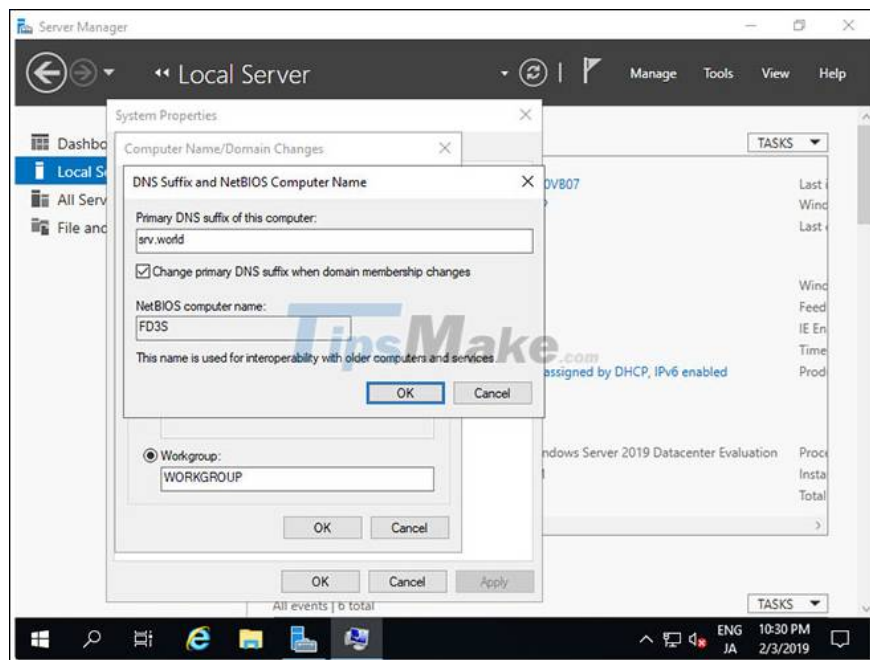 Server Manager
Local Server
Manage Tools View Help
System Properties
Computer Name/Domain Changes
DNS Suffix and NetBIOS Computer Name
Primary DNS suffix of this computer:
srv.world
Change primary DNS suffix when domain membership changes
NetBIOS computer name:
FD3S
This name is used for interoperability with older computers and services.
OK Cancel
Workgroup:
WORKGROUP
OK Cancel
OK Cancel Apply
Dashbo
Local Se
All Serv
File and
TASKS
0VB07
Last i
Wind
Last
Wind
Feed
IE En
Time
assigned by DHCP, IPv6 enabled
Prod
ndows Server 2019 Datacenter Evaluation
Proce
Insta
Total
All events | 6 total
TASKS
TipsMake.com
ENG
JA
10:30 PM
2/3/2019